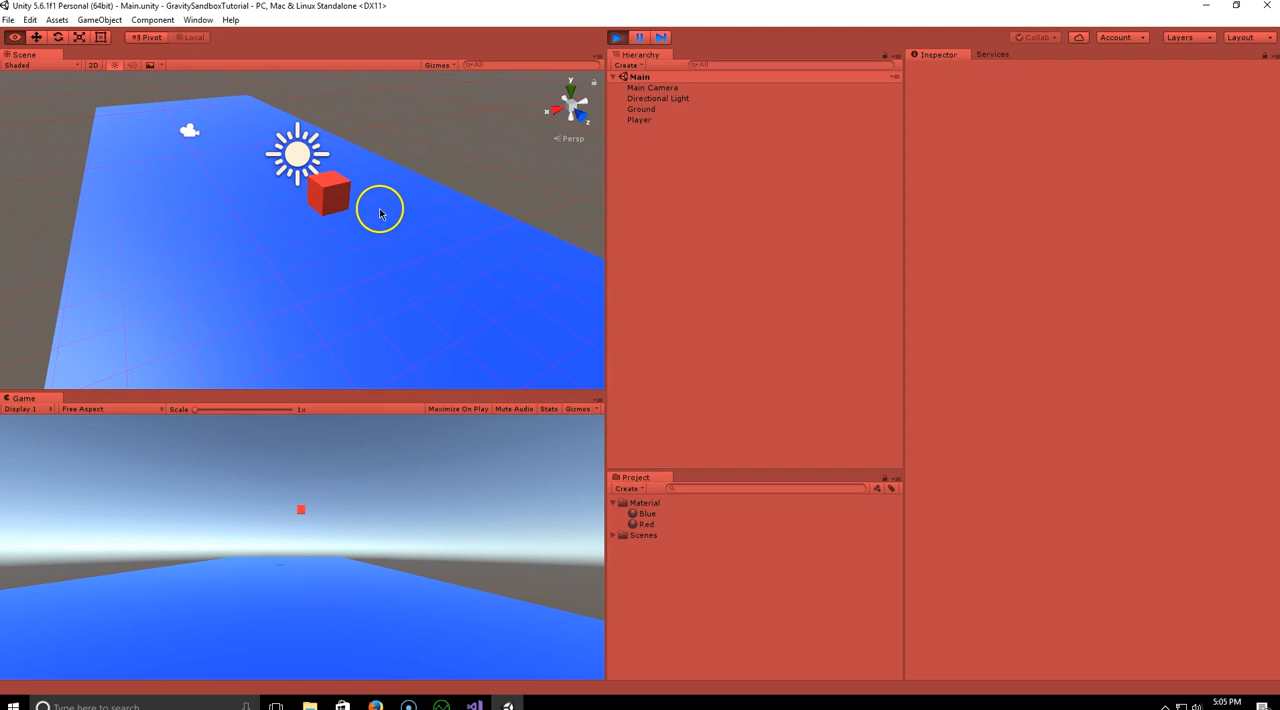 Unity 5.6.1f1 Personal (64bit) - Main.unity - GravitySandboxTutorial - PC, Mac & Linux Standalone <DX11>
File Edit Assets GameObject Component Window Help
Pivot Local Collab Account Layers Layout
Scene
Shaded 2D Gizmos All
y
x
z
Persp
Game
Display 1 Free Aspect Scale 1x Maximize On Play Mute Audio Stats Gizmos
Hierarchy
Create All
Main
Main Camera
Directional Light
Ground
Player
Project
Create
Material
Blue
Red
Scenes
Inspector Services
Type here to search
5:05 PM